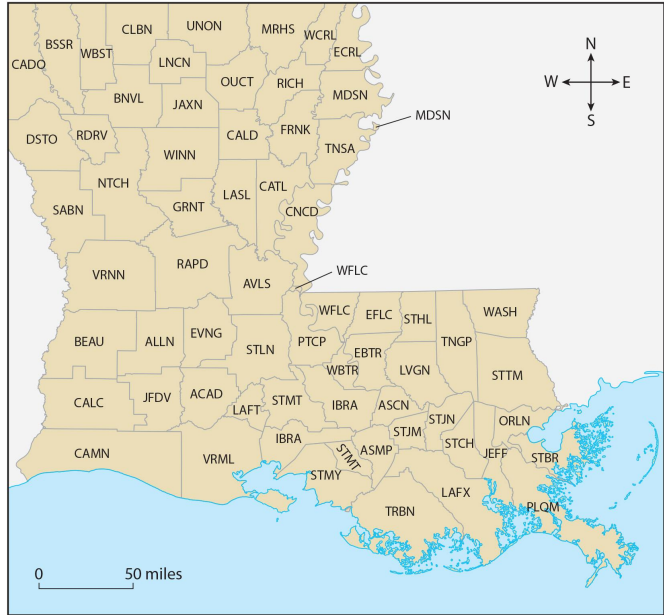 CLBN
UNON
MRHS
WCRL
ECRL
BSSR
WBST
CADO
LNCN
OUCT
RICH
MDSN
BNVL
JAXN
MDSN
DSTO
RDRV
CALD
FRNK
TNSA
WINN
NTCH
LASL
CATL
SABN
GRNT
CNCD
VRNN
RAPD
AVLS
WFLC
WFLC
EFLC
STHL
WASH
BEAU
ALLN
EVNG
STLN
PTCP
EBTR
TNGP
WBTR
LVGN
STTM
CALC
JFDV
ACAD
LAFT
STMT
IBRA
ASCN
STJN
ORLN
CAMN
VRML
IBRA
STMT
ASMP
STJM
STCH
JEFF
STBR
STMY
TRBN
LAFX
PLQM
N
W E
S
0 50 miles